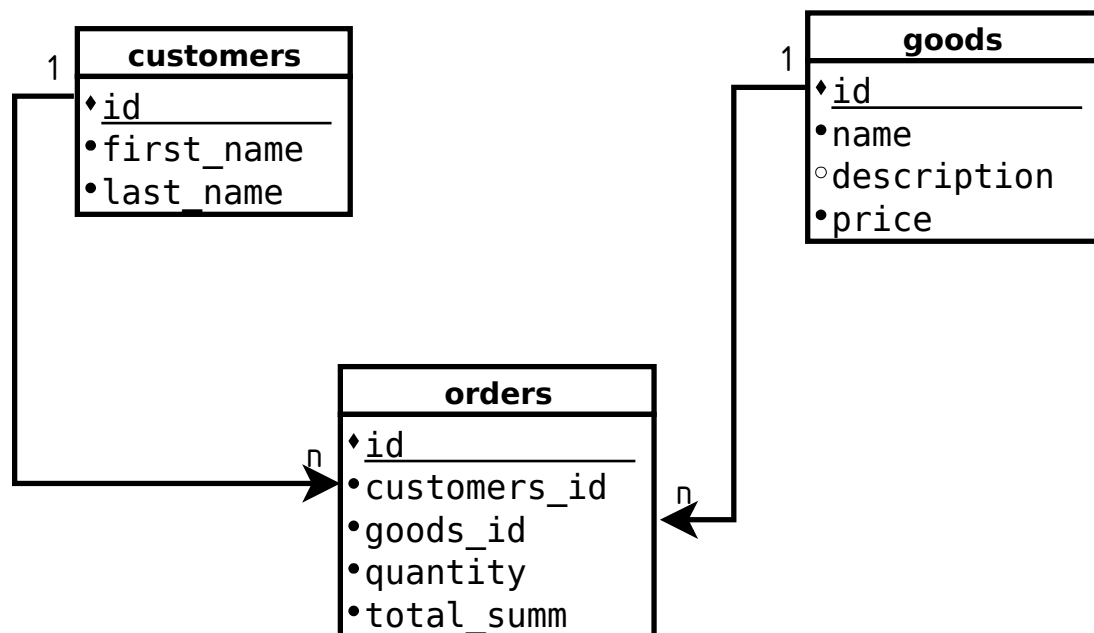 customers
1
id
first_name
last_name
goods
1
id
name
description
price
orders
n
id
customers_id
n
goods_id
quantity
total_summ